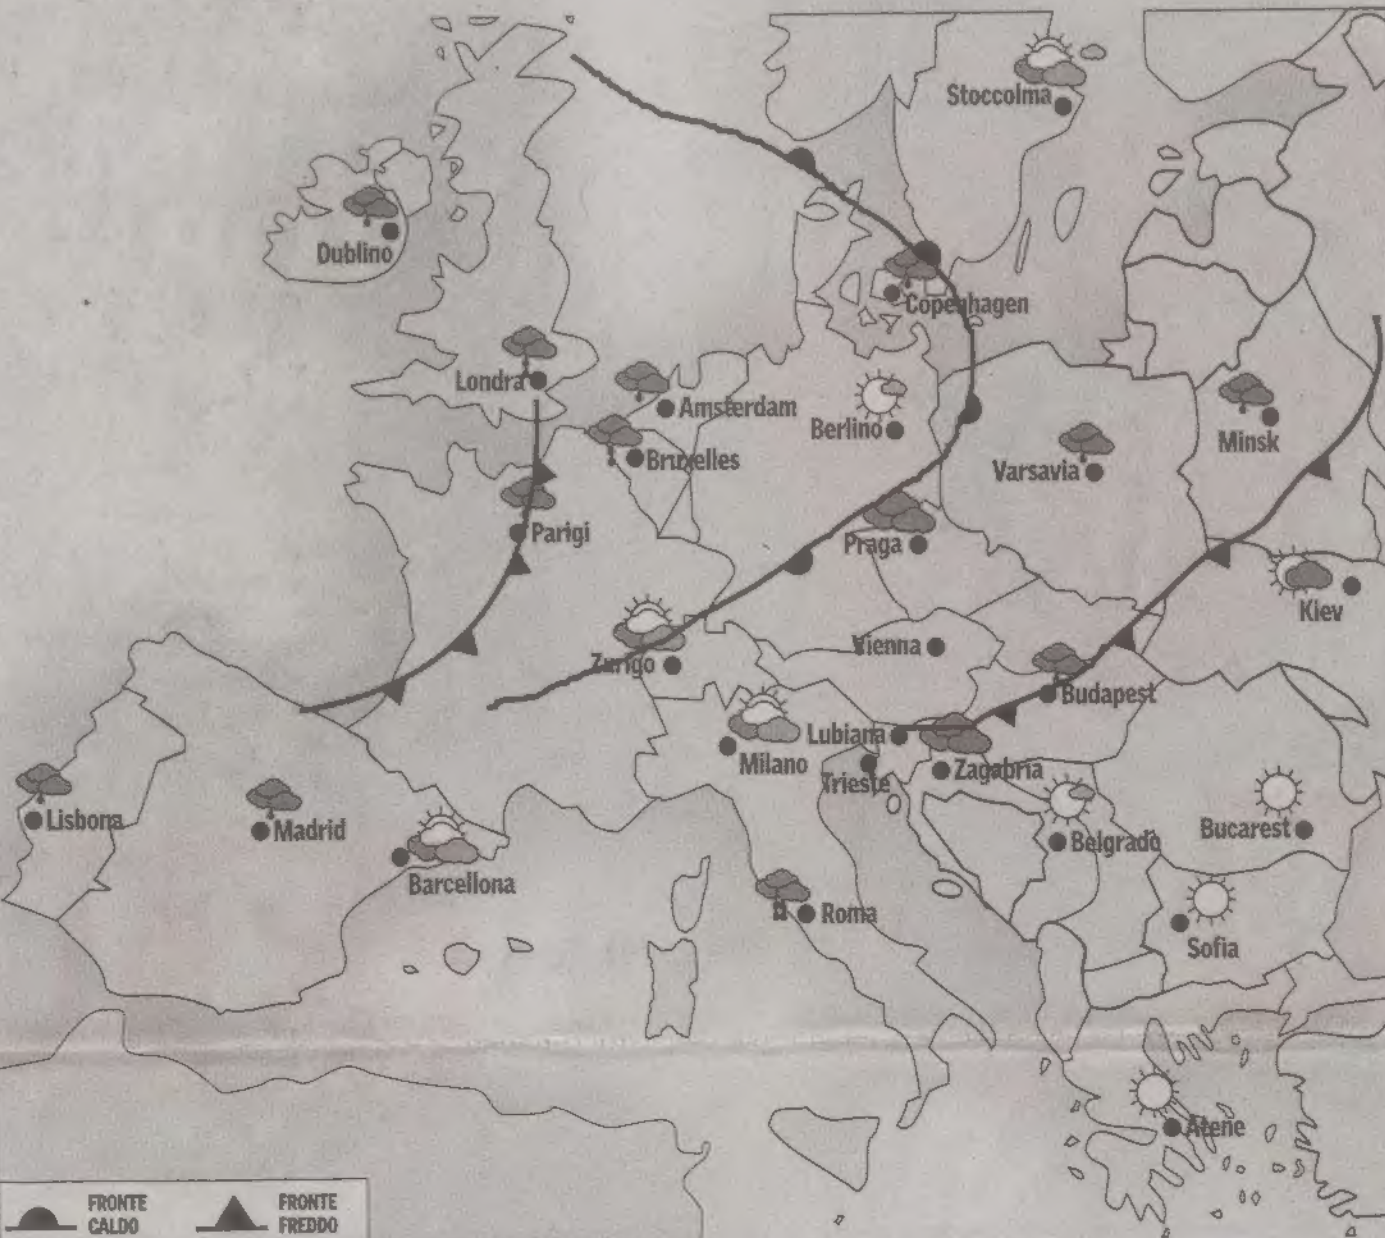 Stoccolma
Dublino
Copenhagen
Londra
Amsterdam
Berlino
Minsk
Bruxelles
Varsavia
Parigi
Praga
Kiev
Vienna
Zurigo
Budapest
Lubiana
Milano
Zagabria
Trieste
Lisbona
Madrid
Belgrado
Bucarest
Barcellona
Roma
Sofia
Atene
FRONTE
CALDO
FRONTE
FREDDO